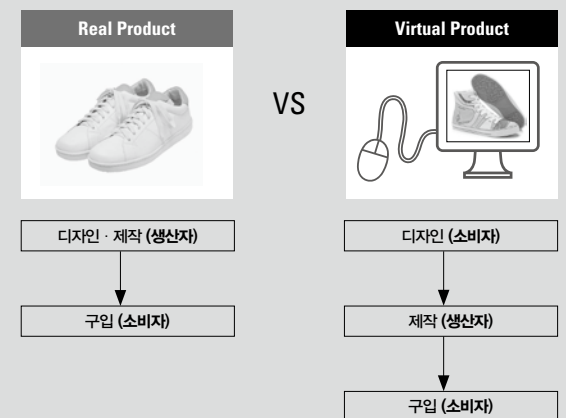 Real Product
Virtual Product
VS
디자인 · 제작 (생산자)
구입 (소비자)
디자인 (소비자)
제작 (생산자)
구입 (소비자)